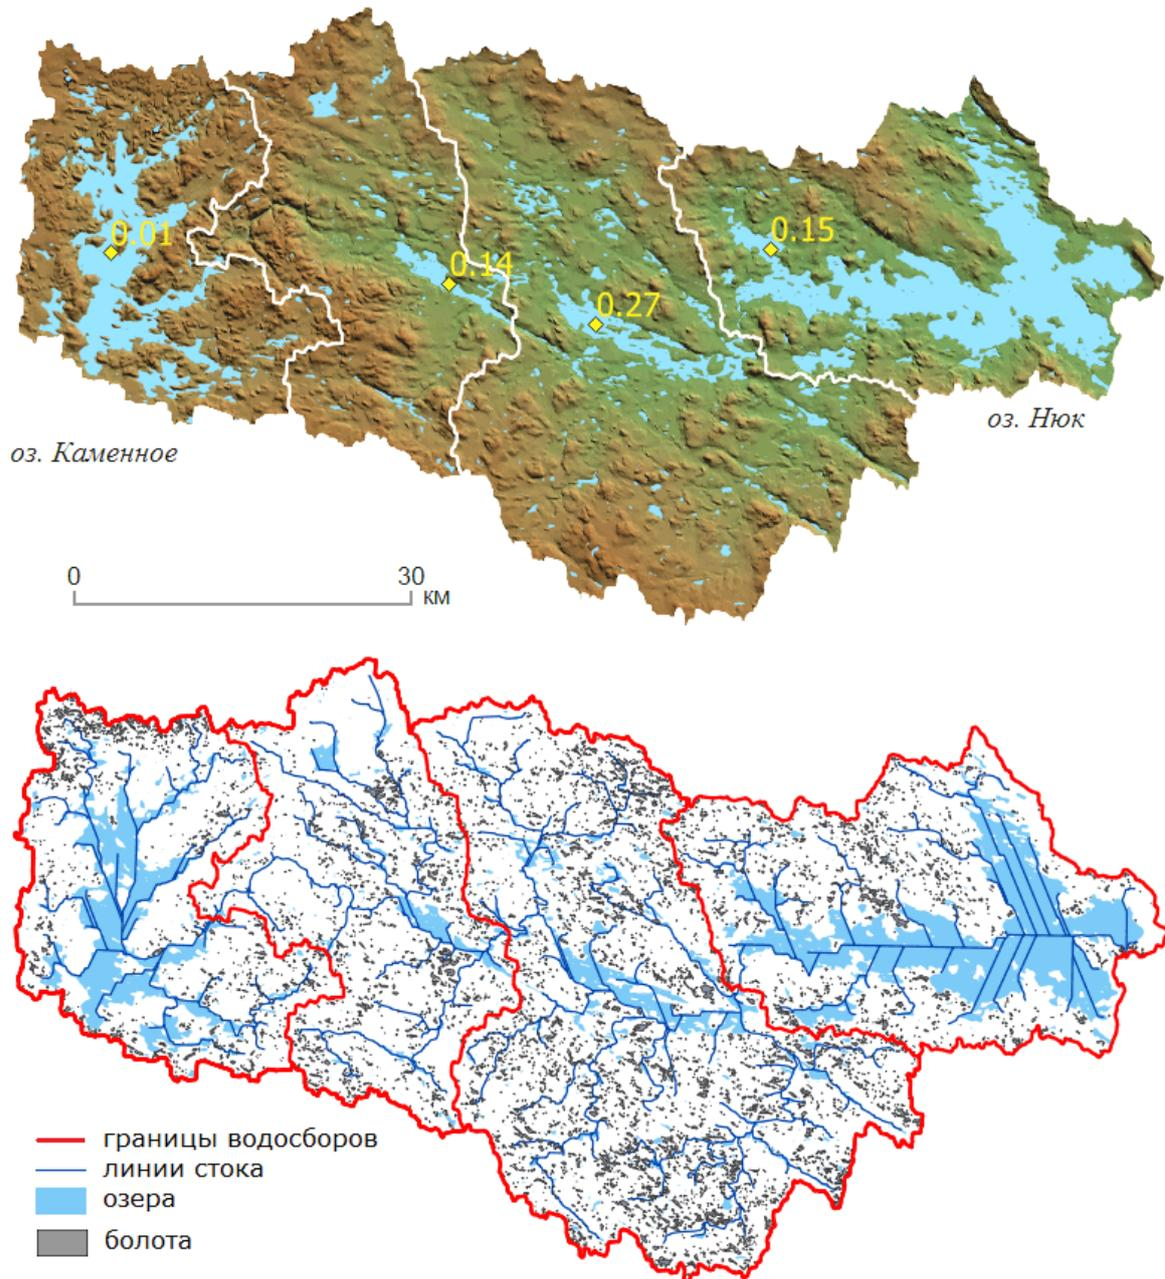 0.01
0.14
0.27
0.15
оз. Нюк
оз. Каменное
0 30
км
границы водосборов
линии стока
озера
болота